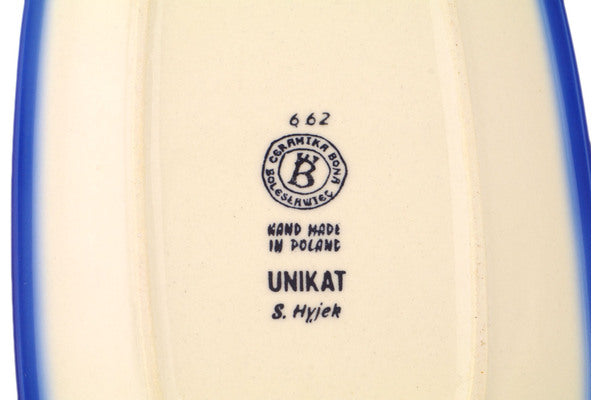 662
CERAMIKA BONA
BOLESŁAWIEC
B
HAND MADE
IN POLAND
UNIKAT
S. Hyjek